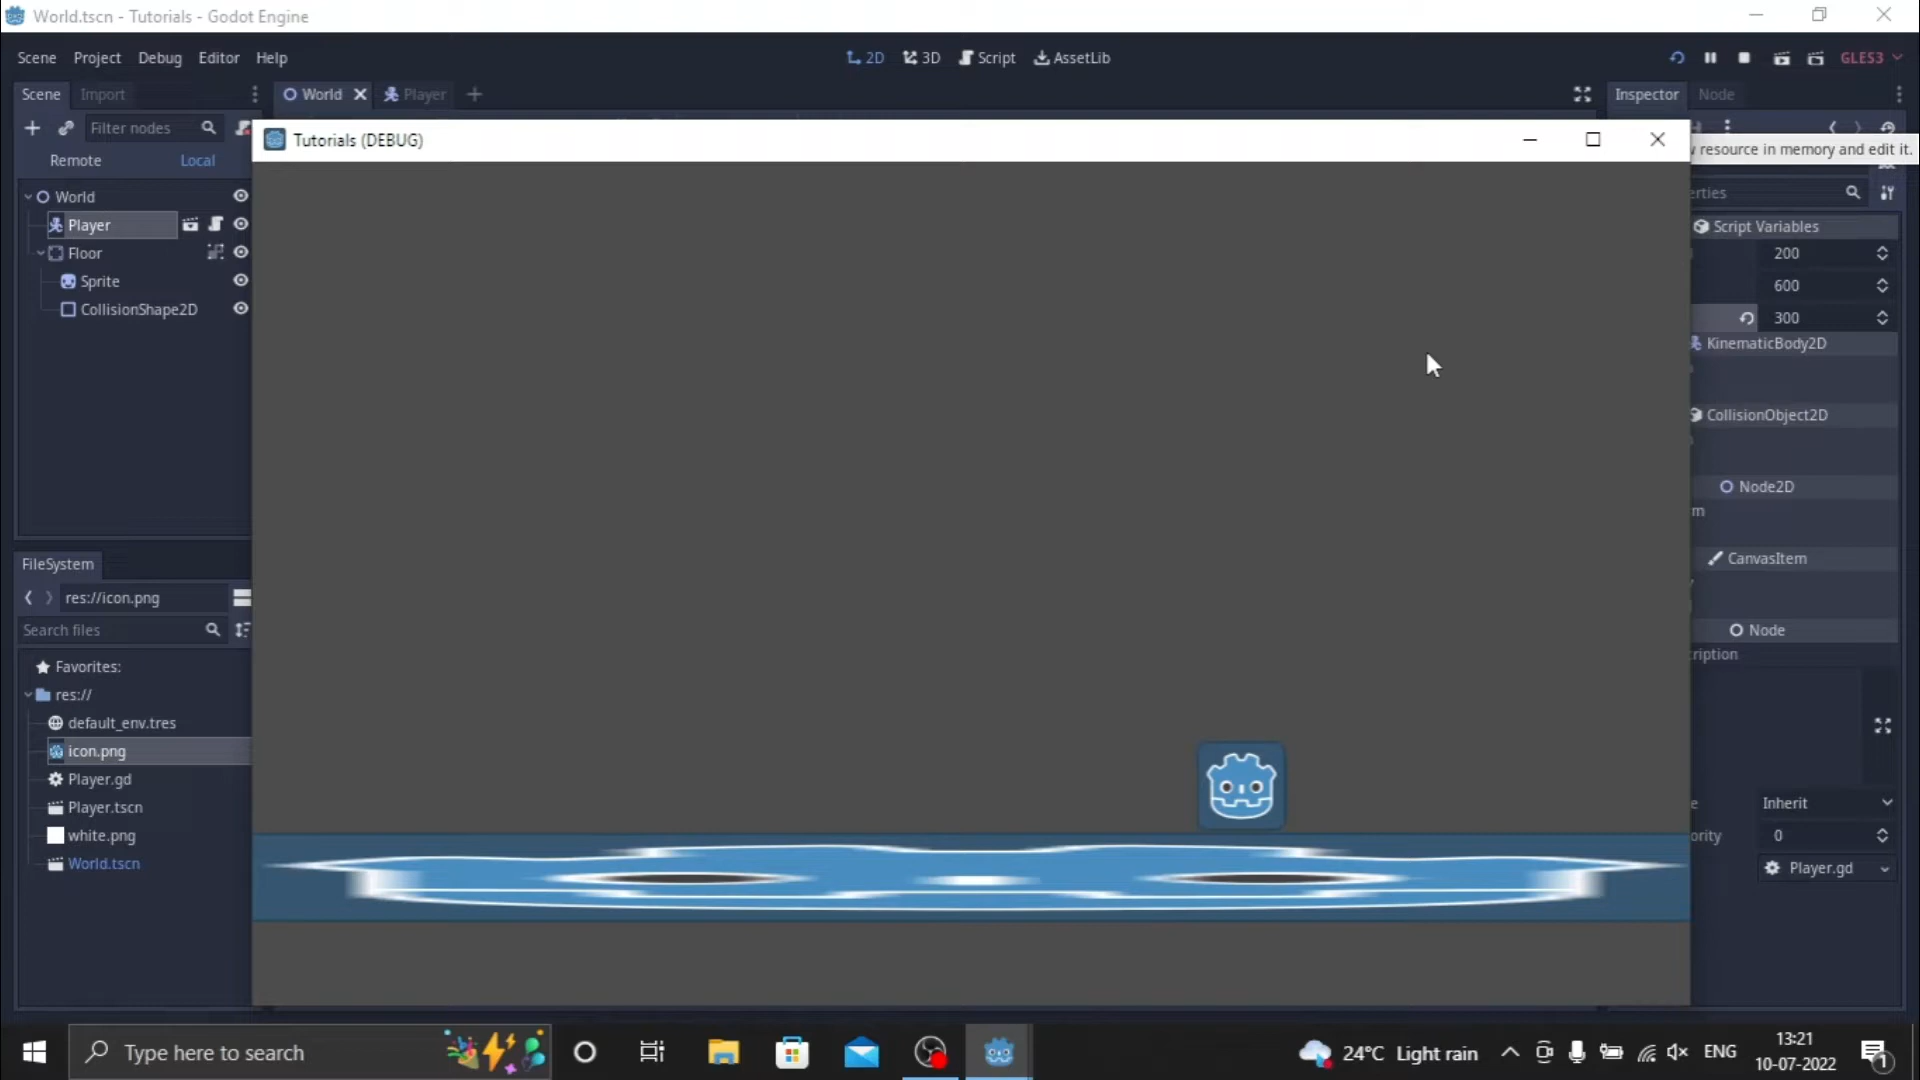 World.tscn - Tutorials - Godot Engine
Scene Project Debug Editor Help
2D 3D Script AssetLib
GLES3
Scene Import
World Player
Inspector Node
Filter nodes
Tutorials (DEBUG)
resource in memory and edit it.
Remote Local
erties
World
Player
Floor
Sprite
CollisionShape2D
Script Variables
200
600
300
KinematicBody2D
CollisionObject2D
Node2D
m
CanvasItem
Node
cription
FileSystem
res://icon.png
Search files
Favorites:
res://
default_env.tres
icon.png
Player.gd
Player.tscn
white.png
World.tscn
e Inherit
ority 0
Player.gd
Type here to search
24°C Light rain
ENG
13:21
10-07-2022
1